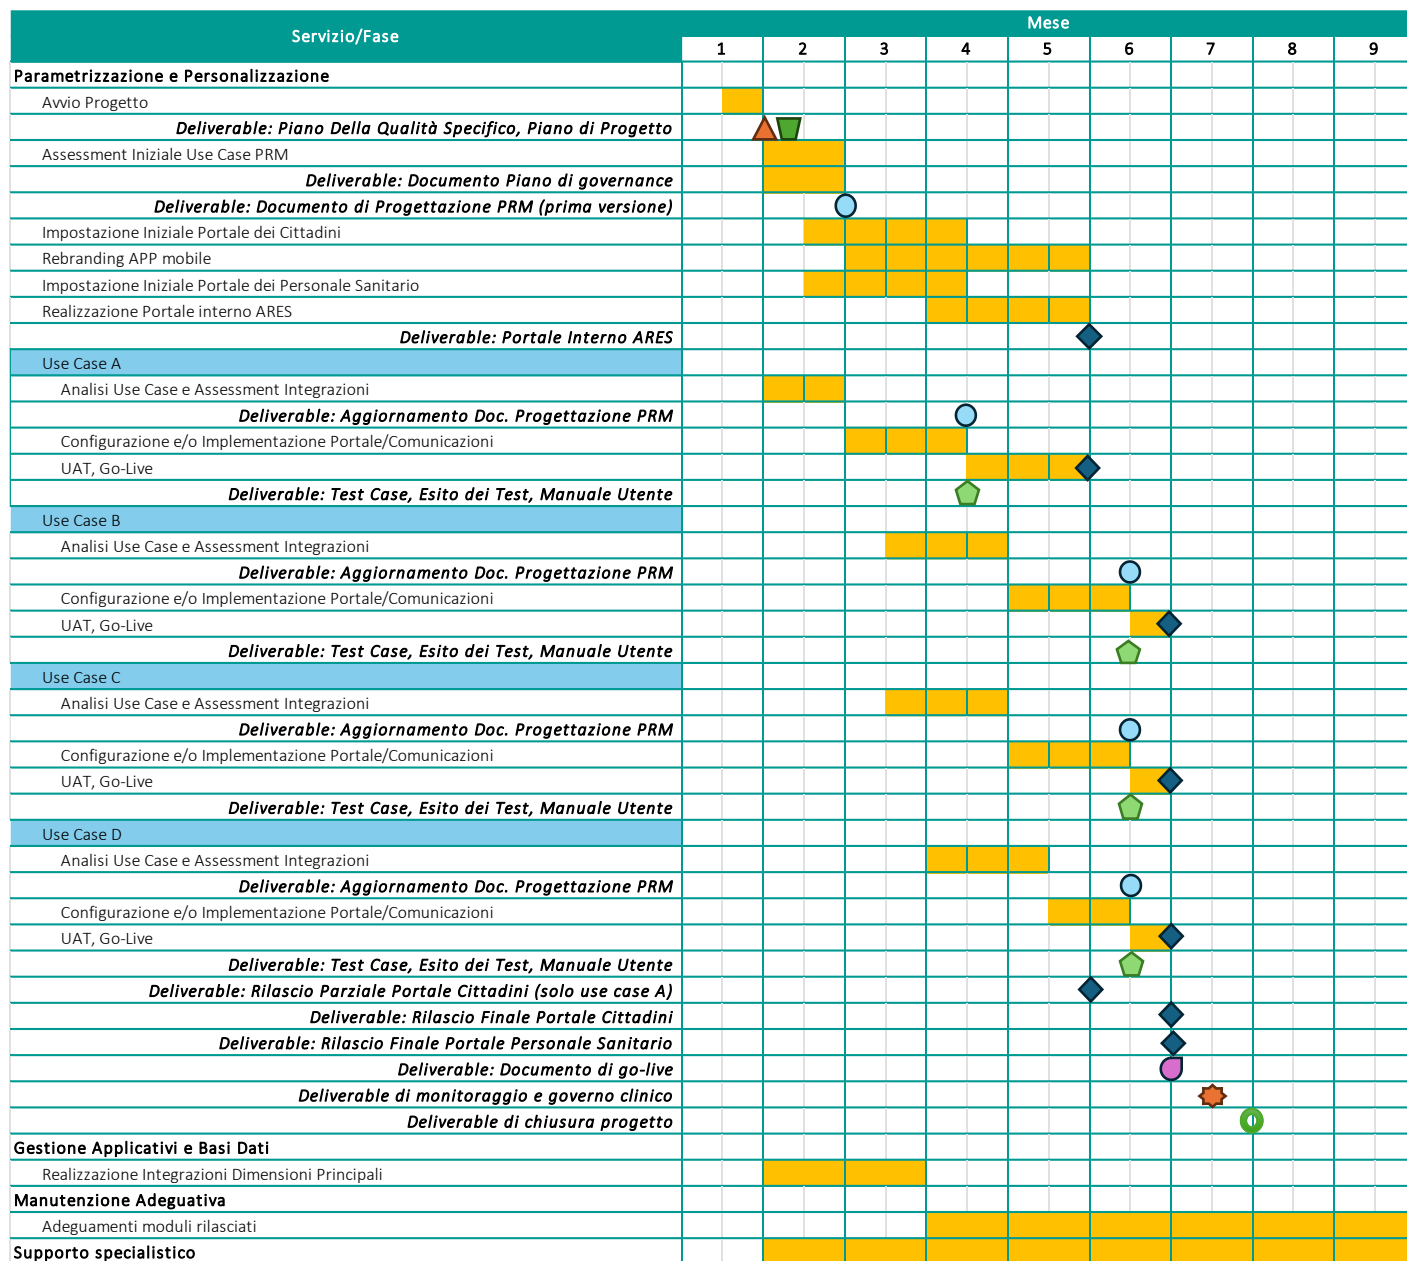 Servizio/Fase
Mese
1 2 3 4 5 6 7 8 9
Parametrizzazione e Personalizzazione
Avvio Progetto
Deliverable: Piano Della Qualità Specifico, Piano di Progetto
Assessment Iniziale Use Case PRM
Deliverable: Documento Piano di governance
Deliverable: Documento di Progettazione PRM (prima versione)
Impostazione Iniziale Portale dei Cittadini
Rebranding APP mobile
Impostazione Iniziale Portale dei Personale Sanitario
Realizzazione Portale interno ARES
Deliverable: Portale Interno ARES
Use Case A
Analisi Use Case e Assessment Integrazioni
Deliverable: Aggiornamento Doc. Progettazione PRM
Configurazione e/o Implementazione Portale/Comunicazioni
UAT, Go-Live
Deliverable: Test Case, Esito dei Test, Manuale Utente
Use Case B
Analisi Use Case e Assessment Integrazioni
Deliverable: Aggiornamento Doc. Progettazione PRM
Configurazione e/o Implementazione Portale/Comunicazioni
UAT, Go-Live
Deliverable: Test Case, Esito dei Test, Manuale Utente
Use Case C
Analisi Use Case e Assessment Integrazioni
Deliverable: Aggiornamento Doc. Progettazione PRM
Configurazione e/o Implementazione Portale/Comunicazioni
UAT, Go-Live
Deliverable: Test Case, Esito dei Test, Manuale Utente
Use Case D
Analisi Use Case e Assessment Integrazioni
Deliverable: Aggiornamento Doc. Progettazione PRM
Configurazione e/o Implementazione Portale/Comunicazioni
UAT, Go-Live
Deliverable: Test Case, Esito dei Test, Manuale Utente
Deliverable: Rilascio Parziale Portale Cittadini (solo use case A)
Deliverable: Rilascio Finale Portale Cittadini
Deliverable: Rilascio Finale Portale Personale Sanitario
Deliverable: Documento di go-live
Deliverable di monitoraggio e governo clinico
Deliverable di chiusura progetto
Gestione Applicativi e Basi Dati
Realizzazione Integrazioni Dimensioni Principali
Manutenzione Adeguativa
Adeguamenti moduli rilasciati
Supporto specialistico